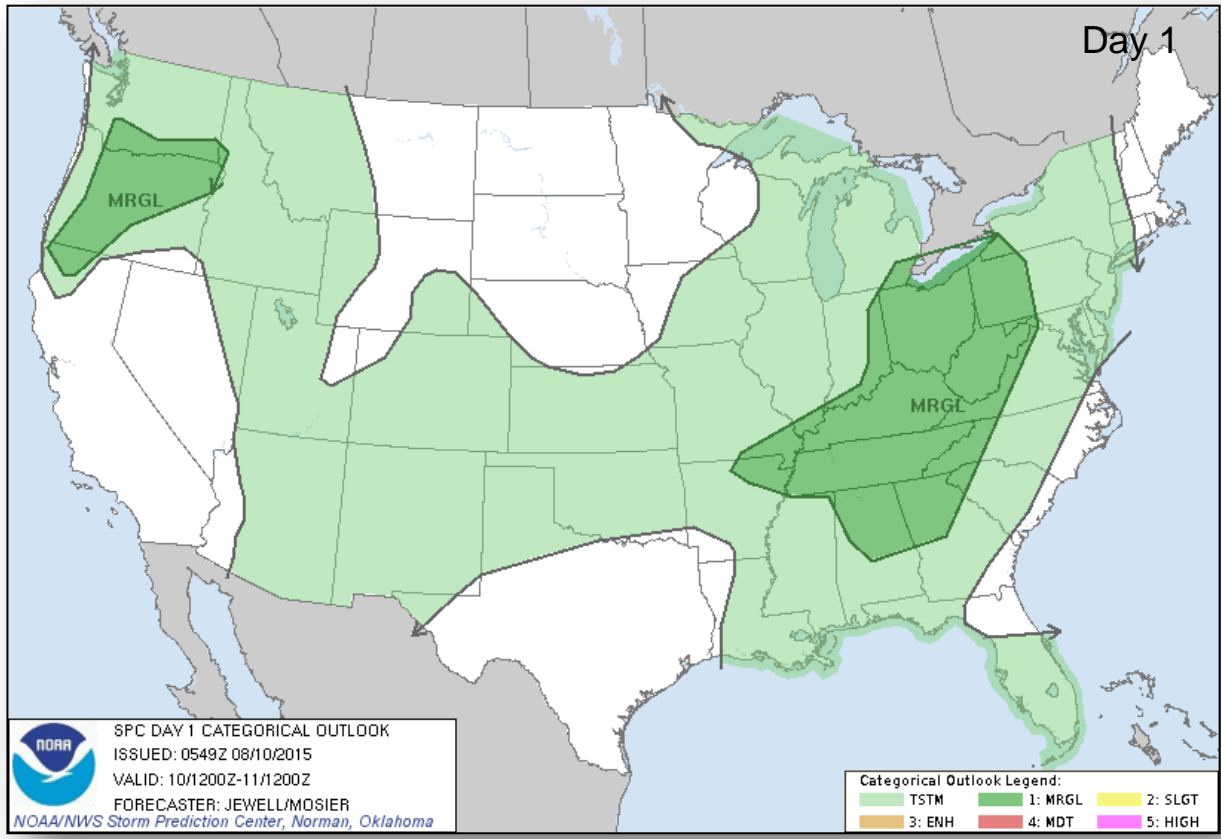 Day 1
MRGL
MRGL
NOAA
SPC DAY 1 CATEGORICAL OUTLOOK
ISSUED: 0549Z 08/10/2015
VALID: 10/1200Z-11/1200Z
FORECASTER: JEWELL/MOSIER
NOAA/NWS Storm Prediction Center, Norman, Oklahoma
Categorical Outlook Legend:
TSTM 1: MRGL 2: SLGT
3: ENH 4: MDT 5: HIGH